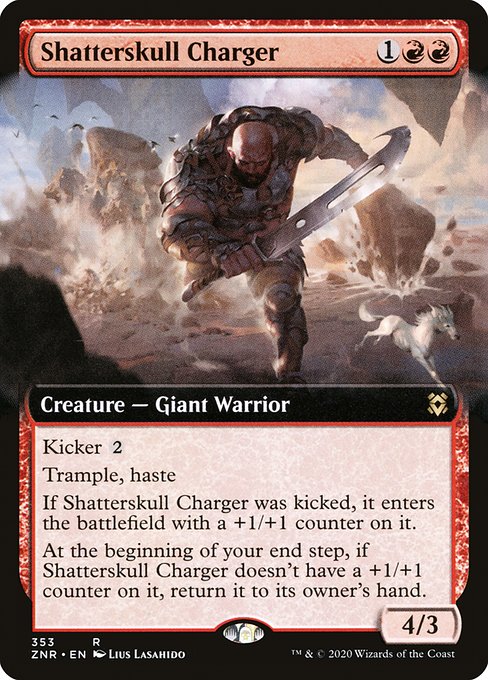 Shatterskull Charger 1
Creature — Giant Warrior
Kicker 2
Trample, haste
If Shatterskull Charger was kicked, it enters
the battlefield with a +1/+1 counter on it.
At the beginning of your end step, if
Shatterskull Charger doesn't have a +1/+1
counter on it, return it to its owner's hand.
4/3
353 R
ZNR • EN Lius Lasahido ™ & © 2020 Wizards of the Coast